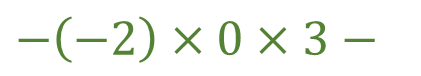 −(−2) × 0 × 3 −